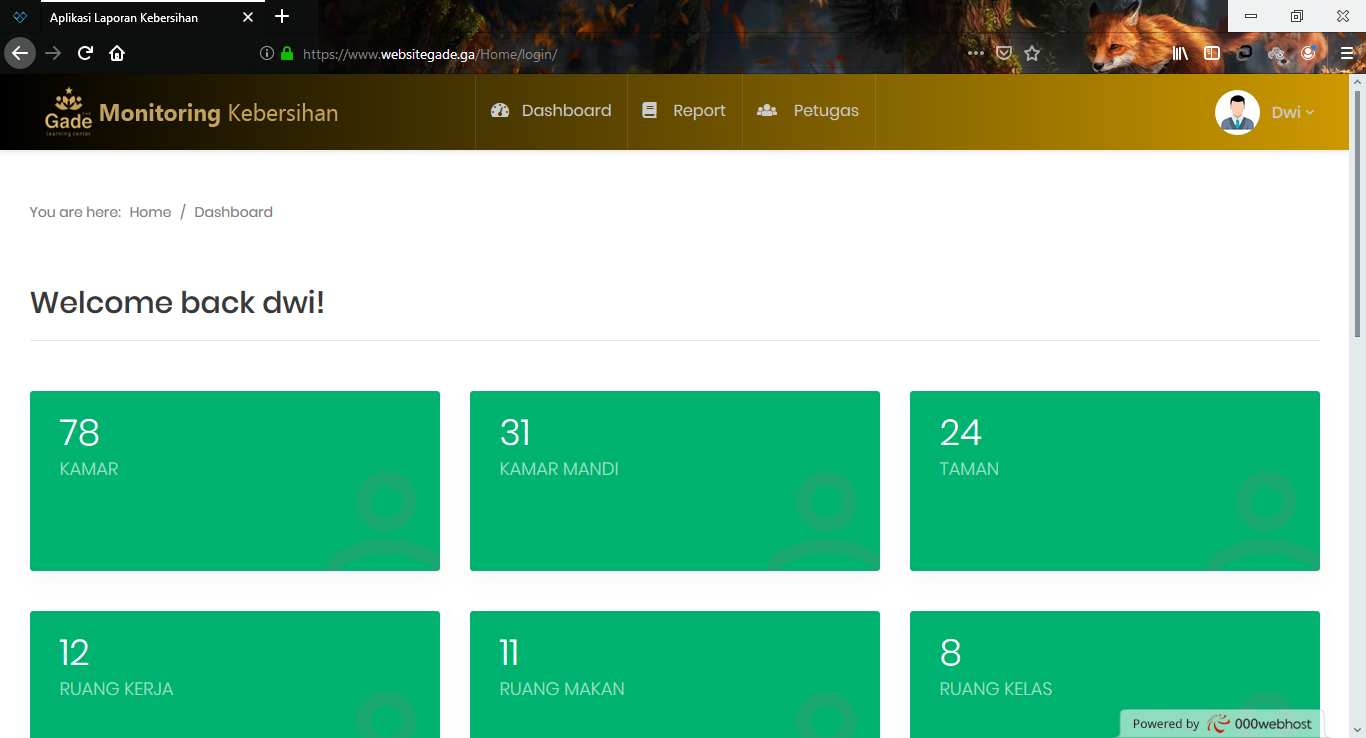 Aplikasi Laporan Kebersihan
https://www.websitegade.ga/Home/login/
Gade
learning center
Monitoring Kebersihan
Dashboard
Report
Petugas
Dwi
You are here: Home / Dashboard
Welcome back dwi!
78
KAMAR
31
KAMAR MANDI
24
TAMAN
12
RUANG KERJA
11
RUANG MAKAN
8
RUANG KELAS
Powered by 000webhost